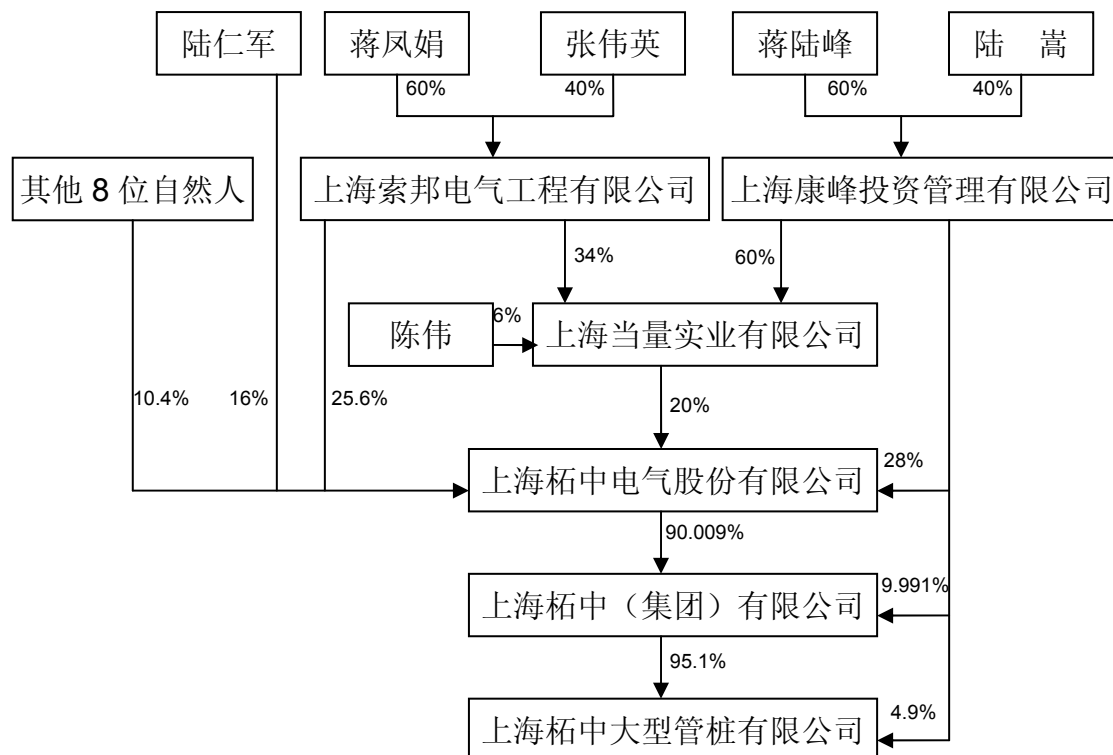 陆仁军
蒋凤娟
张伟英
蒋陆峰
陆 嵩
60%
40%
60%
40%
其他 8 位自然人
上海索邦电气工程有限公司
上海康峰投资管理有限公司
34%
60%
陈伟
6%
上海当量实业有限公司
10.4%
16%
25.6%
20%
上海柘中电气股份有限公司
28%
90.009%
上海柘中（集团）有限公司
9.991%
95.1%
上海柘中大型管桩有限公司
4.9%